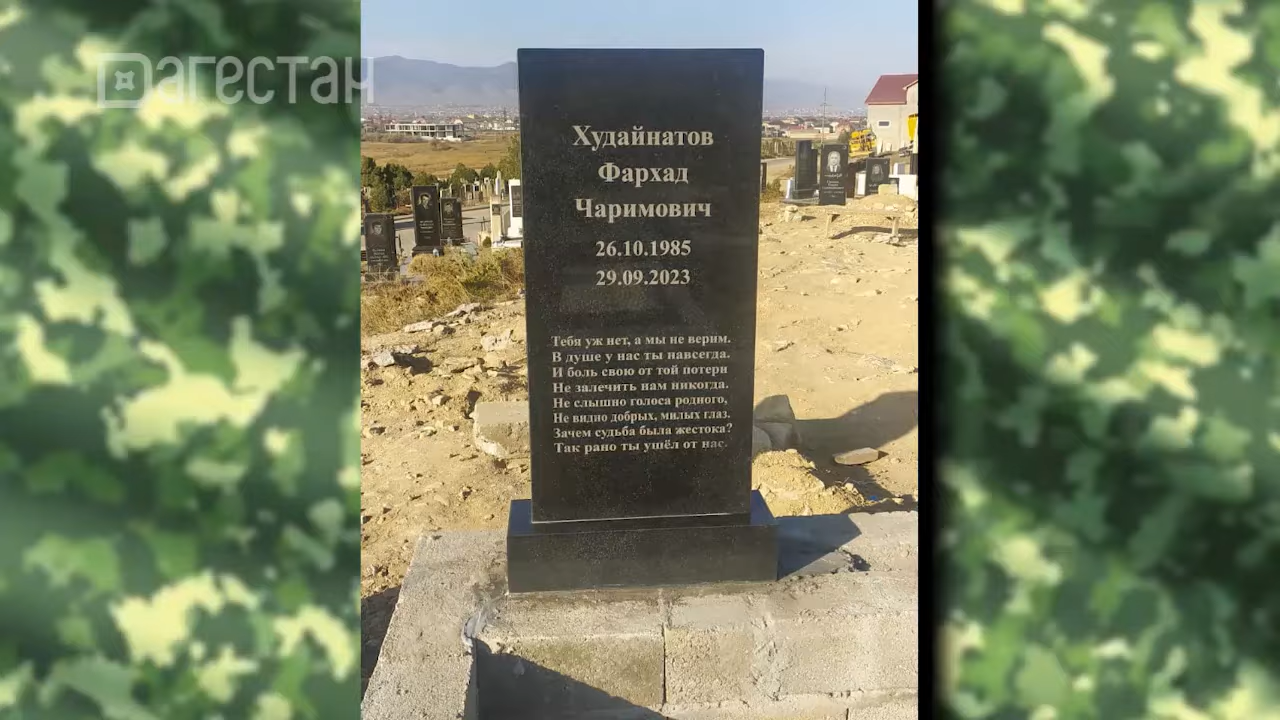 Дагестан
Худайнатов
Фархад
Чаримович
26.10.1985
29.09.2023
Тебя уж нет, а мы не верим.
В душе у нас ты навсегда.
И боль свою от той потери
Не залечить нам никогда.
Не слышно голоса родного,
Не видно добрых, милых глаз.
Зачем судьба была жестока?
Так рано ты ушёл от нас.